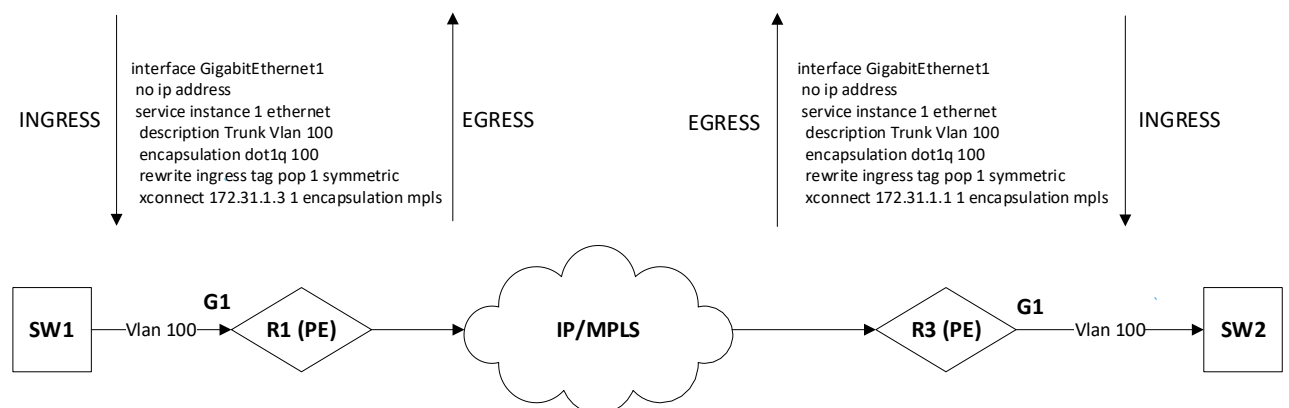 INGRESS
interface GigabitEthernet1
no ip address
service instance 1 ethernet
description Trunk Vlan 100
encapsulation dot1q 100
rewrite ingress tag pop 1 symmetric
xconnect 172.31.1.3 1 encapsulation mpls
EGRESS
EGRESS
interface GigabitEthernet1
no ip address
service instance 1 ethernet
description Trunk Vlan 100
encapsulation dot1q 100
rewrite ingress tag pop 1 symmetric
xconnect 172.31.1.1 1 encapsulation mpls
INGRESS
SW1
Vlan 100
G1
R1 (PE)
IP/MPLS
R3 (PE)
G1
Vlan 100
SW2